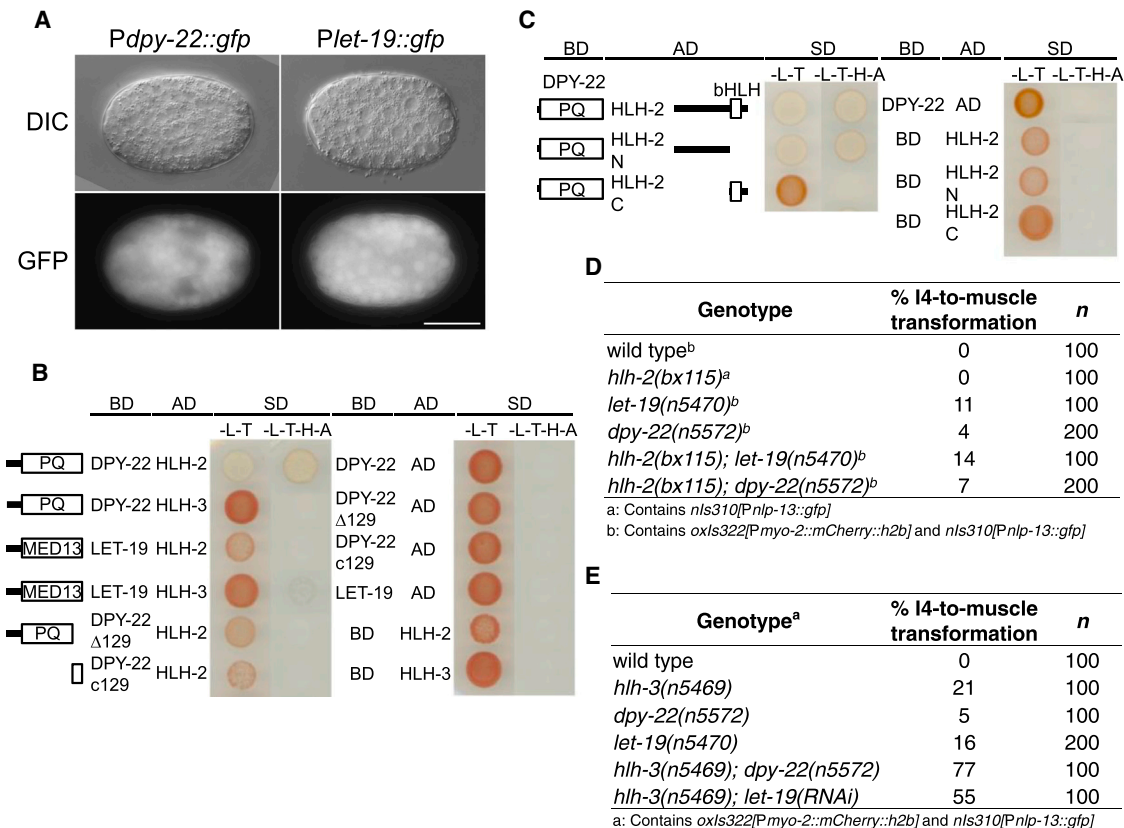 A
Pdpy-22::gfp Plet-19::gfp
DIC
GFP
B
BD AD SD BD AD SD
-L-T -L-T-H-A -L-T -L-T-H-A
PQ DPY-22 HLH-2 DPY-22 AD
PQ DPY-22 HLH-3 DPY-22 Δ129 AD
MED13 LET-19 HLH-2 DPY-22 c129 AD
MED13 LET-19 HLH-3 LET-19 AD
PQ DPY-22 Δ129 HLH-2 BD HLH-2
DPY-22 c129 HLH-2 BD HLH-3
C
BD AD SD BD AD SD
-L-T -L-T-H-A -L-T -L-T-H-A
DPY-22 bHLH
PQ HLH-2 DPY-22 AD
PQ HLH-2 N BD HLH-2
PQ HLH-2 C BD HLH-2 N
BD HLH-2 C
D
Genotype % I4-to-muscle transformation n
wild typeb 0 100
hlh-2(bx115)a 0 100
let-19(n5470)b 11 100
dpy-22(n5572)b 4 200
hlh-2(bx115); let-19(n5470)b 14 100
hlh-2(bx115); dpy-22(n5572)b 7 200
a: Contains nIs310[Pnlp-13::gfp]
b: Contains oxIs322[Pmyo-2::mCherry::h2b] and nIs310[Pnlp-13::gfp]
E
Genotypea % I4-to-muscle transformation n
wild type 0 100
hlh-3(n5469) 21 100
dpy-22(n5572) 5 100
let-19(n5470) 16 200
hlh-3(n5469); dpy-22(n5572) 77 100
hlh-3(n5469); let-19(RNAi) 55 100
a: Contains oxIs322[Pmyo-2::mCherry::h2b] and nIs310[Pnlp-13::gfp]